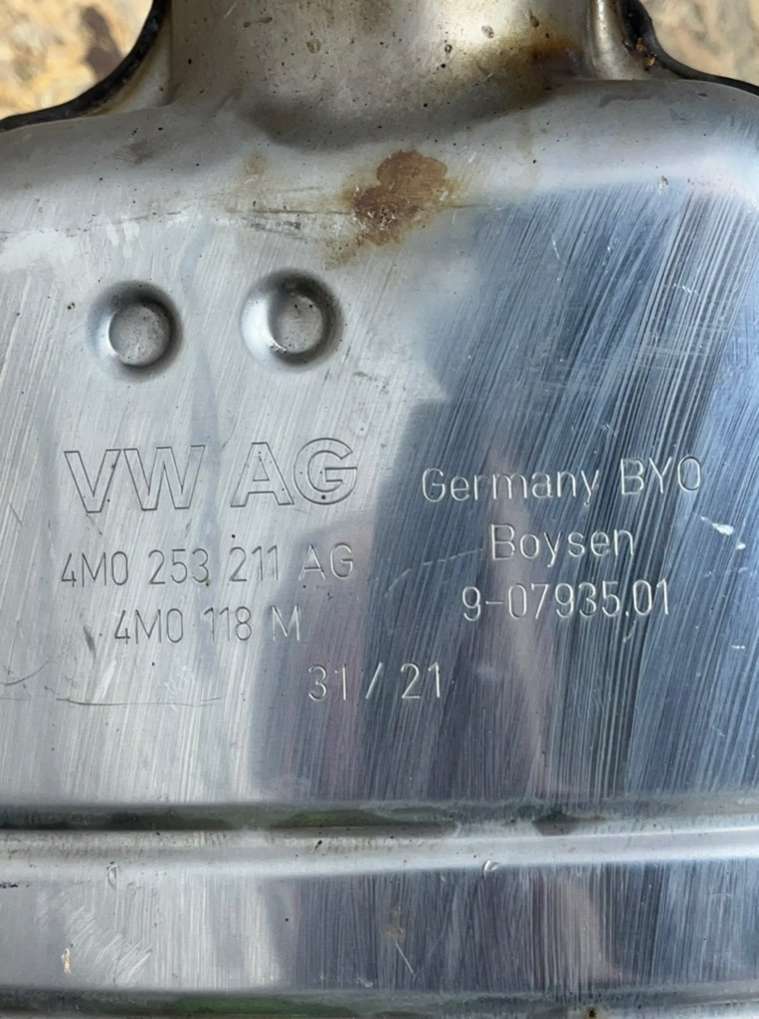 VW AG
4M0 253 211 AG
4M0 118 M
Germany BYO
Boysen
9-07935.01
31 / 21